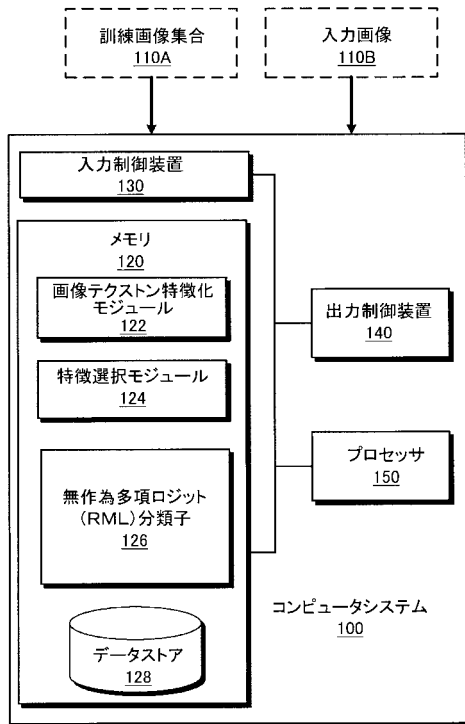 訓練画像集合
110A
入力画像
110B
入力制御装置
130
メモリ
120
画像テクストン特徴化
モジュール
122
特徴選択モジュール
124
無作為多項ロジット
(RML)分類子
126
データストア
128
出力制御装置
140
プロセッサ
150
コンピュータシステム
100